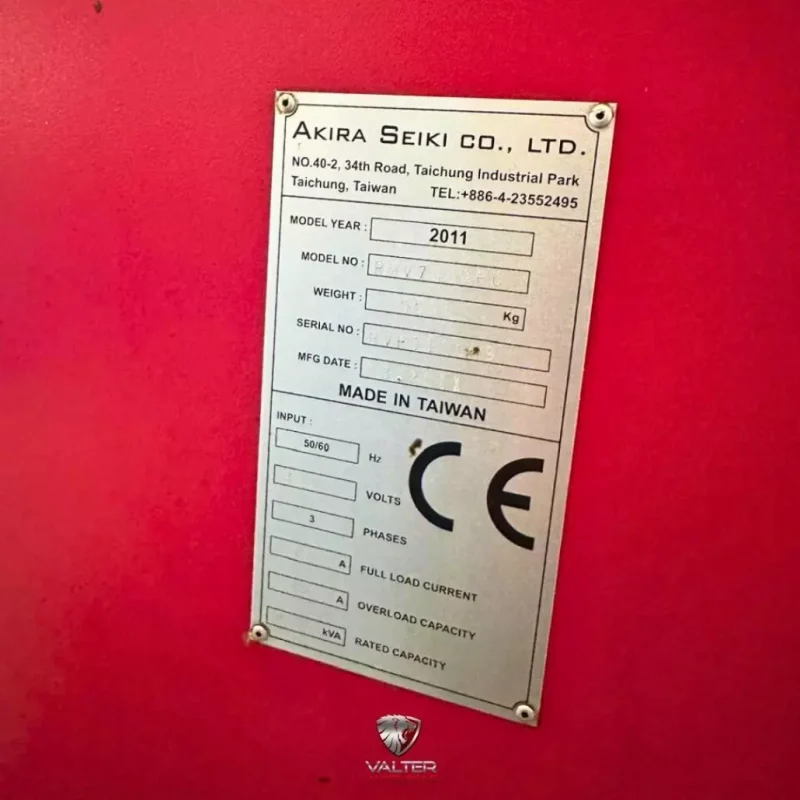 AKIRA SEIKI CO., LTD.
NO.40-2, 34th Road, Taichung Industrial Park
Taichung, Taiwan TEL:+886-4-23552495
MODEL YEAR : 2011
MODEL NO :
WEIGHT : Kg
SERIAL NO :
MFG DATE :
MADE IN TAIWAN
INPUT :
50/60 Hz
VOLTS
3 PHASES
A FULL LOAD CURRENT
A OVERLOAD CAPACITY
kVA RATED CAPACITY
CE
VALTER